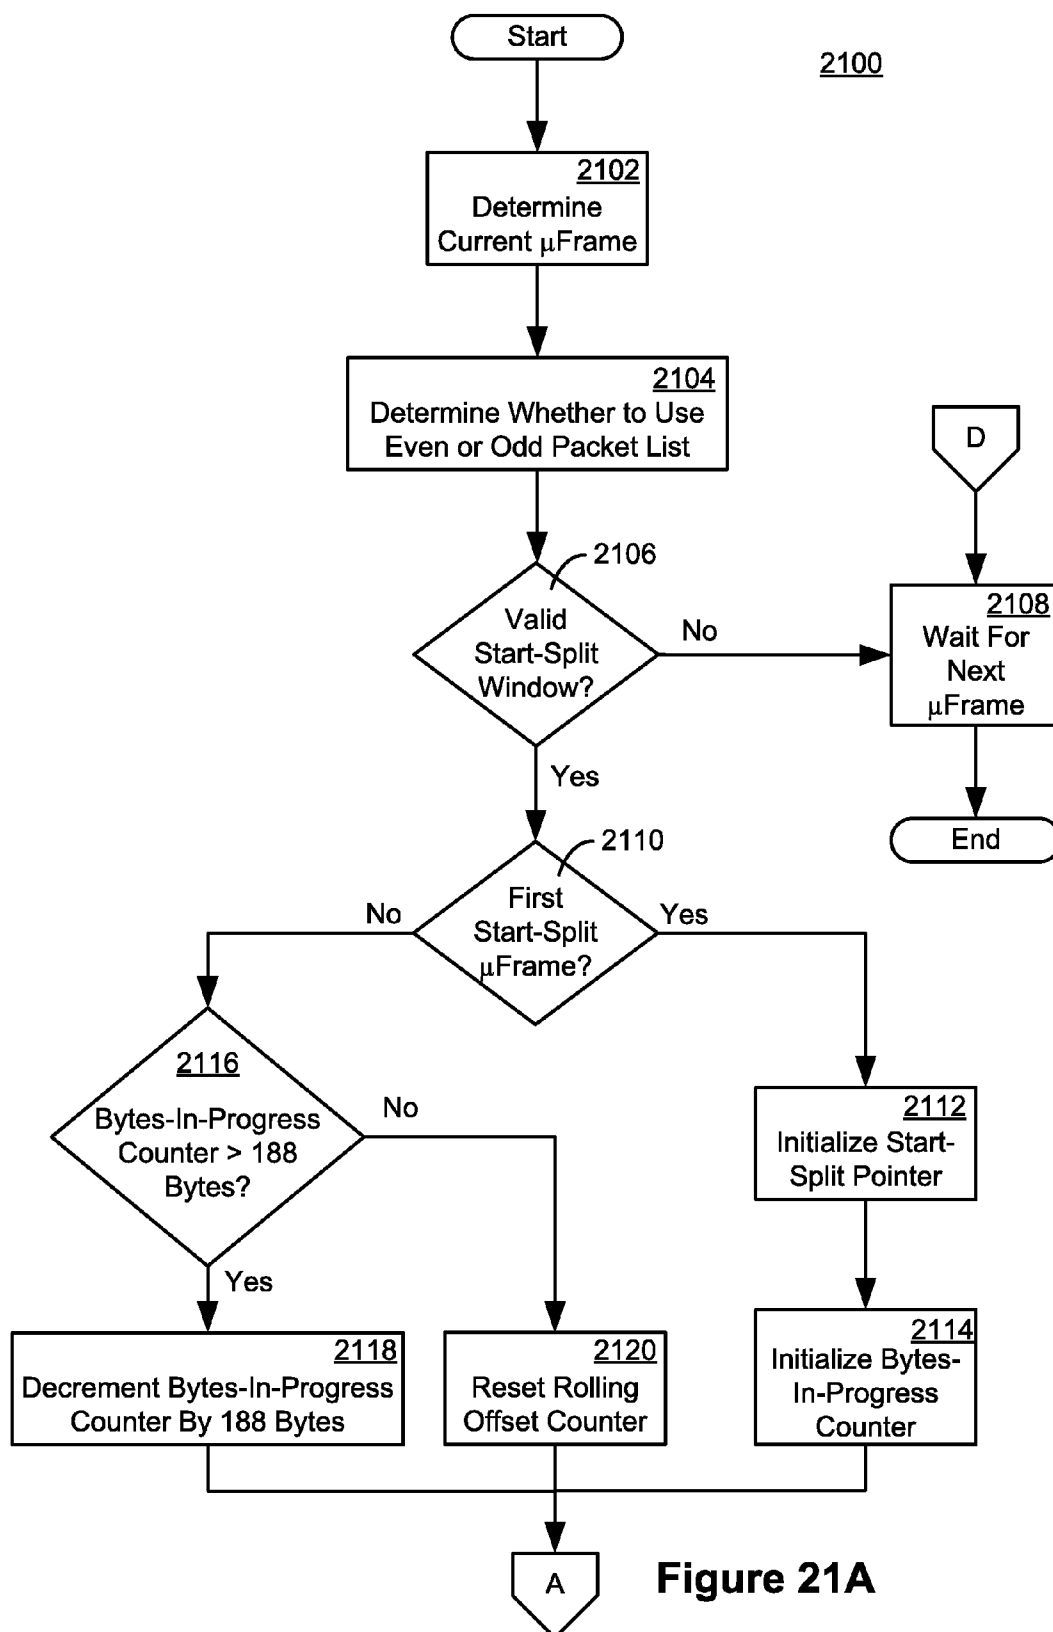 Start
2100
2102
Determine
Current μFrame
2104
Determine Whether to Use
Even or Odd Packet List
D
2106
Valid
Start-Split
Window?
No
2108
Wait For
Next
μFrame
Yes
End
2110
First
Start-Split
μFrame?
No
Yes
2116
Bytes-In-Progress
Counter > 188
Bytes?
No
Yes
2112
Initialize Start-
Split Pointer
2118
Decrement Bytes-In-Progress
Counter By 188 Bytes
2120
Reset Rolling
Offset Counter
2114
Initialize Bytes-
In-Progress
Counter
A
Figure 21A